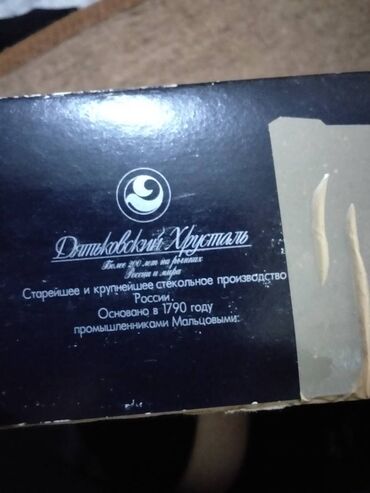 Дятьковский Хрусталь
Более 200 лет на рынках
России и мира
Старейшее и крупнейшее стекольное производство
России.
Основано в 1790 году
промышленниками Мальцовыми.